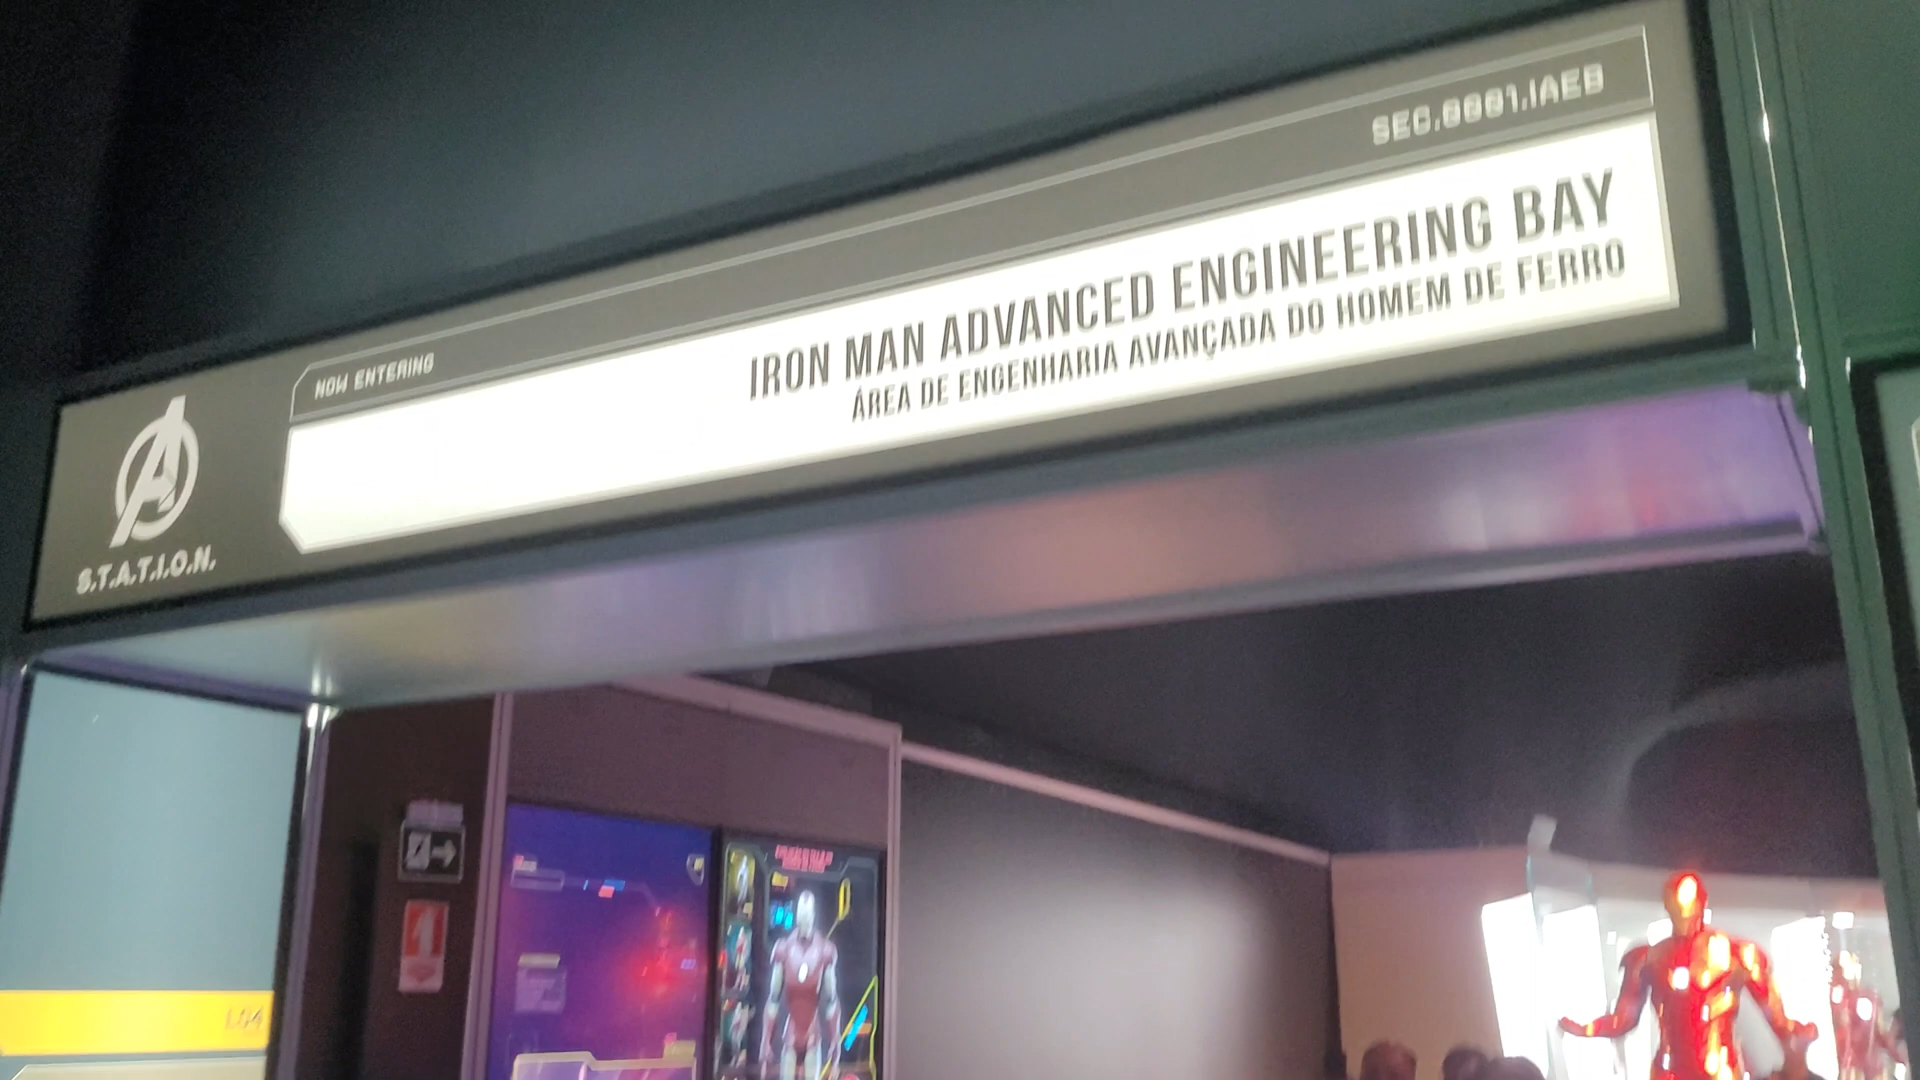 SEC.0001.IAEB
NOW ENTERING
IRON MAN ADVANCED ENGINEERING BAY
ÁREA DE ENGENHARIA AVANÇADA DO HOMEM DE FERRO
S.T.A.T.I.O.N.